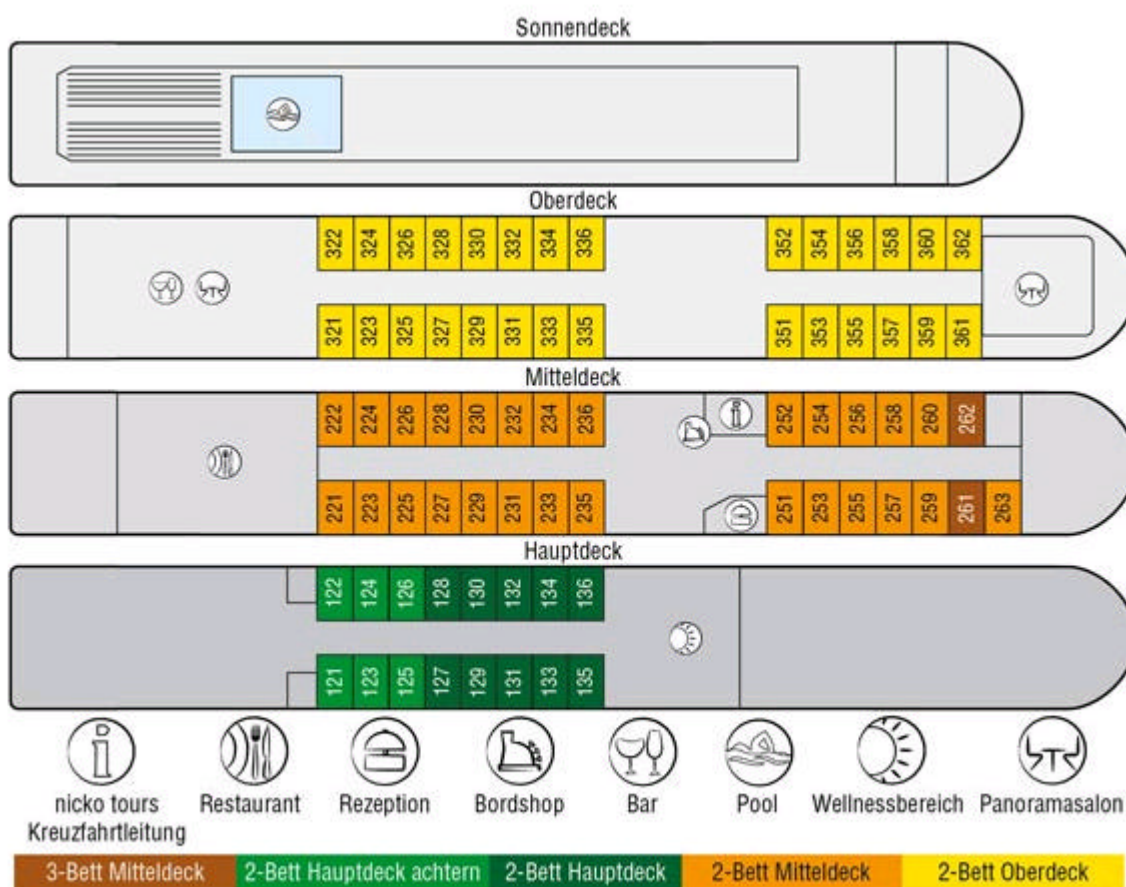 Sonnendeck
Oberdeck
322 324 326 328 330 332 334 336 352 354 356 358 360 362
321 323 325 327 329 331 333 335 351 353 355 357 359 361
Mitteldeck
222 224 226 228 230 232 234 236 252 254 256 258 260 262
221 223 225 227 229 231 233 235 251 253 255 257 259 261 263
Hauptdeck
122 124 126 128 130 132 134 136
121 123 125 127 129 131 133 135
nicko tours Restaurant Rezeption Bordshop Bar Pool Wellnessbereich Panoramasalon
Kreuzfahrtleitung
3-Bett Mitteldeck 2-Bett Hauptdeck achtern 2-Bett Hauptdeck 2-Bett Mitteldeck 2-Bett Oberdeck